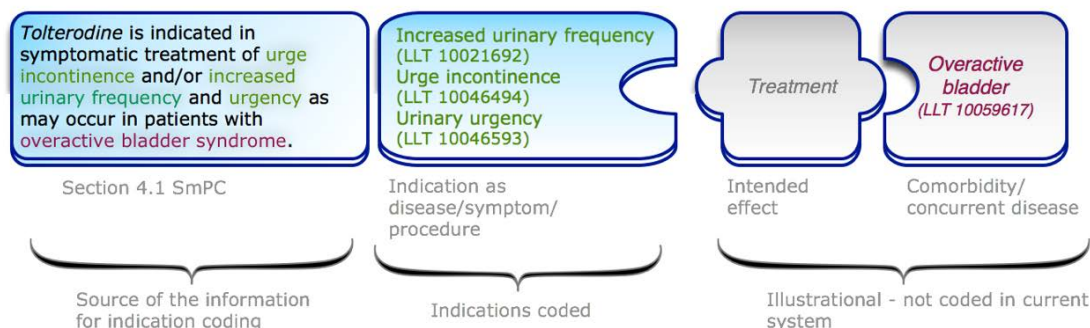 Tolterodine is indicated in
symptomatic treatment of urge
incontinence and/or increased
urinary frequency and urgency as
may occur in patients with
overactive bladder syndrome.
Increased urinary frequency
(LLT 10021692)
Urge incontinence
(LLT 10046494)
Urinary urgency
(LLT 10046593)
Treatment
Overactive
bladder
(LLT 10059617)
Section 4.1 SmPC
Indication as
disease/symptom/
procedure
Intended
effect
Comorbidity/
concurrent disease
Source of the information
for indication coding
Indications coded
Illustrational - not coded in current
system